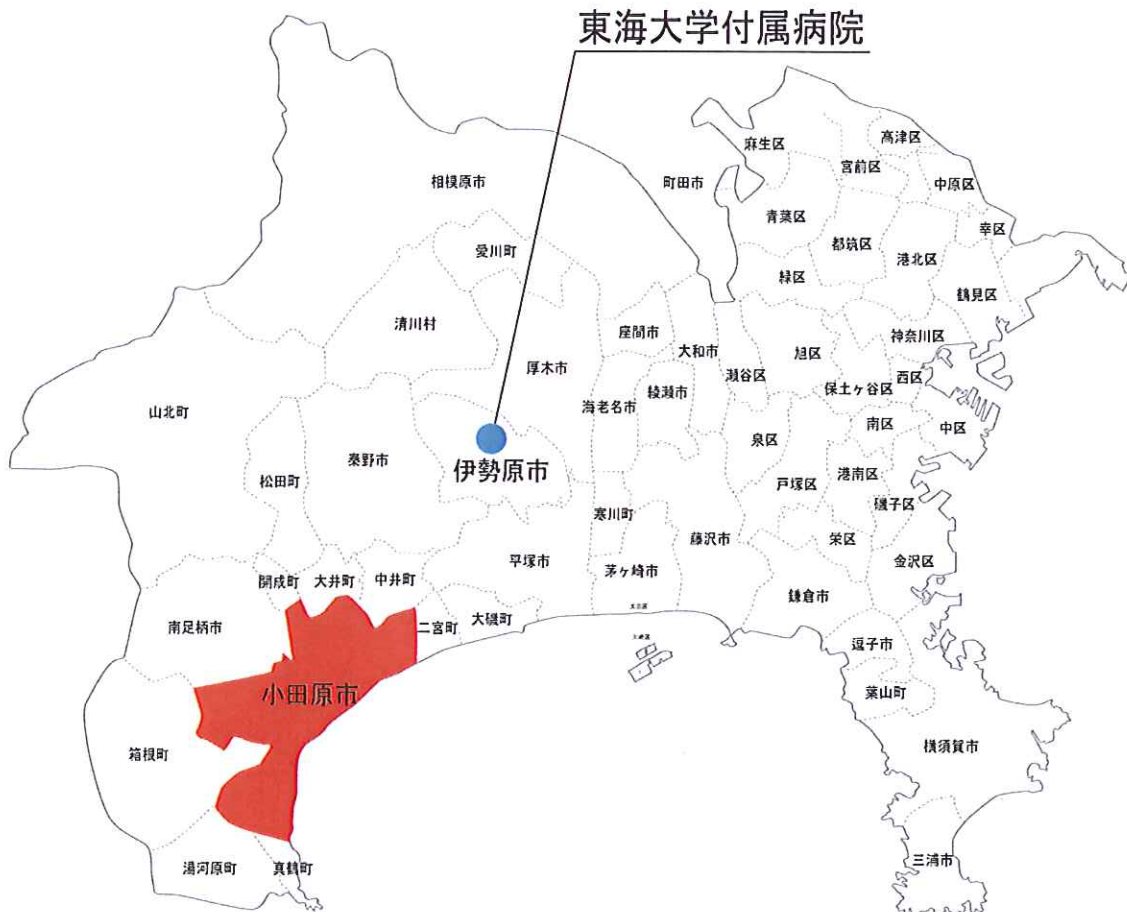 東海大学付属病院
麻生区
高津区
宮前区
中原区
町田市
相模原市
青葉区
幸区
都筑区
愛川町
港北区
緑区
鶴見区
清川村
座間市
神奈川区
大和市
旭区
瀬谷区
厚木市
西区
保土ヶ谷区
綾瀬市
海老名市
山北町
南区
中区
泉区
秦野市
伊勢原市
松田町
港南区
戸塚区
磯子区
寒川町
藤沢市
栄区
平塚市
金沢区
茅ヶ崎市
開成町
大井町
中井町
鎌倉市
大磯町
二宮町
南足柄市
逗子市
小田原市
葉山町
箱根町
横須賀市
三浦市
湯河原町
真鶴町